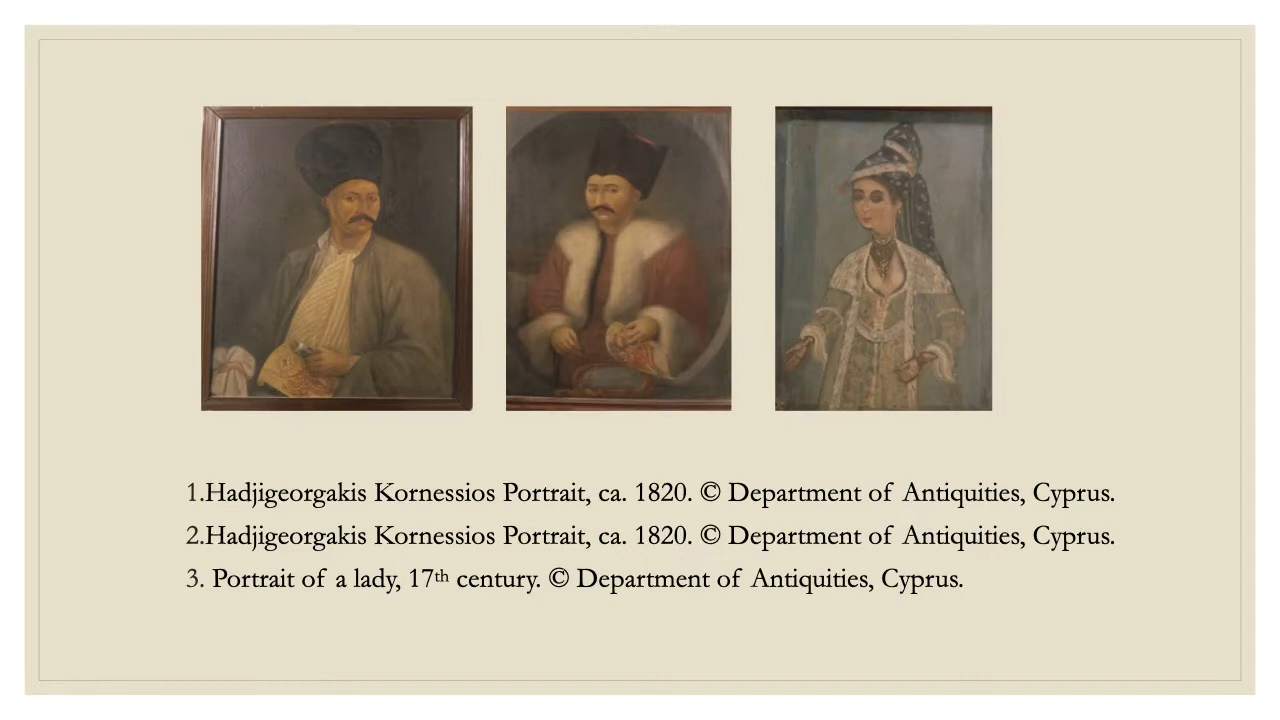 1.Hadjigeorgakis Kornessios Portrait, ca. 1820. © Department of Antiquities, Cyprus.
2.Hadjigeorgakis Kornessios Portrait, ca. 1820. © Department of Antiquities, Cyprus.
3. Portrait of a lady, 17th century. © Department of Antiquities, Cyprus.